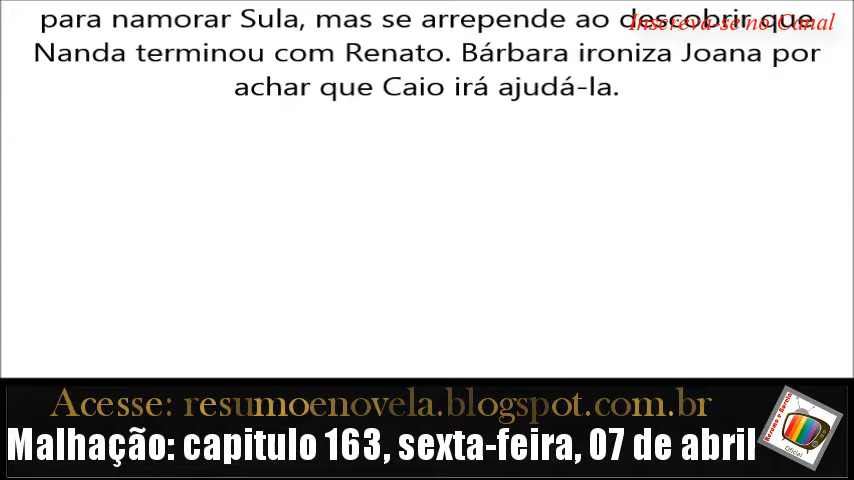 para namorar Sula, mas se arrepende ao descobrir que
Inscreva-se no Canal
Nanda terminou com Renato. Bárbara ironiza Joana por
achar que Caio irá ajudá-la.
Acesse: resumoenovela.blogspot.com.br
Malhação: capitulo 163, sexta-feira, 07 de abril
Oficial